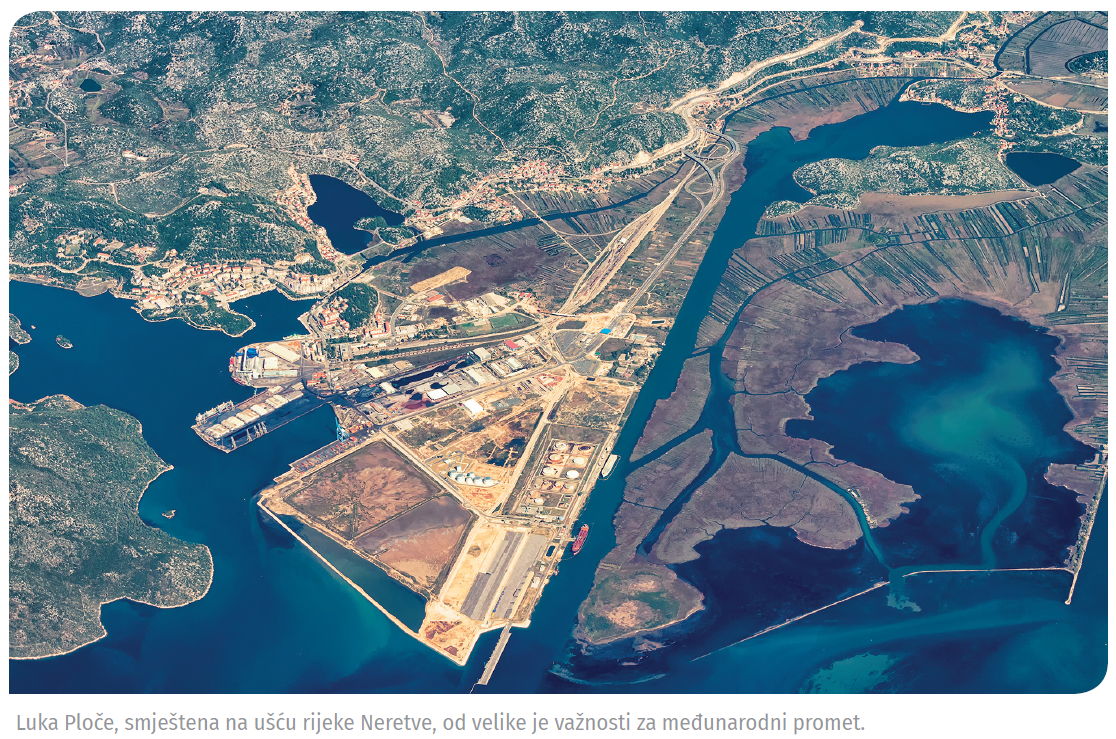 Luka Ploče, smještena na ušću rijeke Neretve, od velike je važnosti za međunarodni promet.